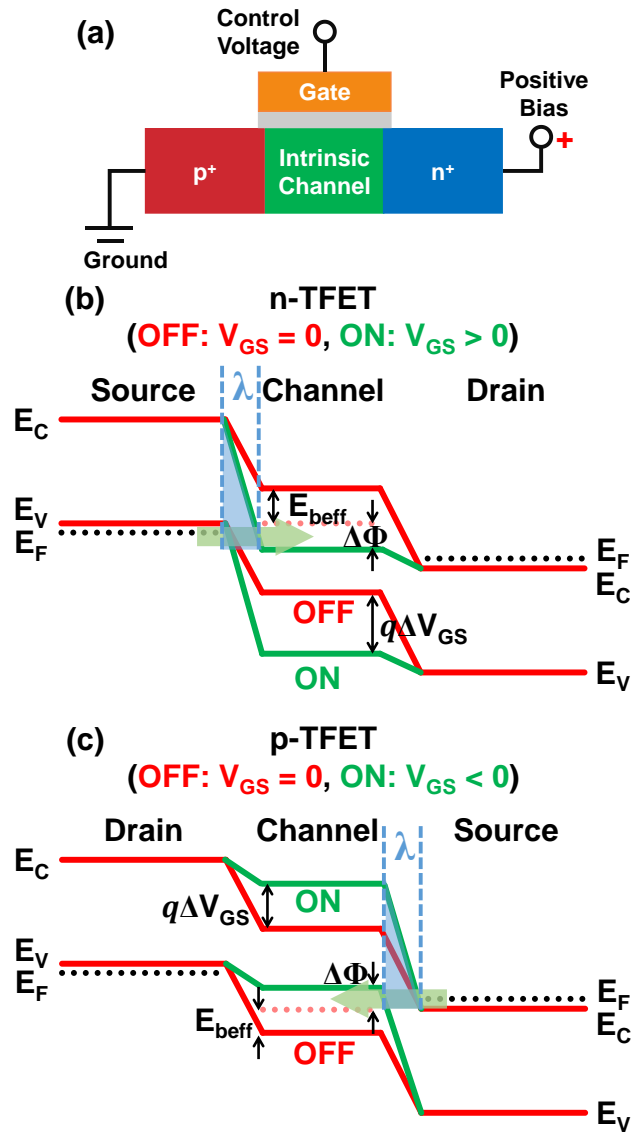 (a)
Control
Voltage
Gate
Positive
Bias
+
p+
Intrinsic
Channel
n+
Ground
(b)
n-TFET
(OFF: VGS = 0, ON: VGS > 0)
Source λ Channel Drain
EC
Ebeff
EV
EF
ΔΦ
EF
EC
OFF
qΔVGS
ON
EV
(c)
p-TFET
(OFF: VGS = 0, ON: VGS < 0)
Drain Channel λ Source
EC
ON
qΔVGS
EV
EF
ΔΦ
Ebeff
EF
EC
OFF
EV